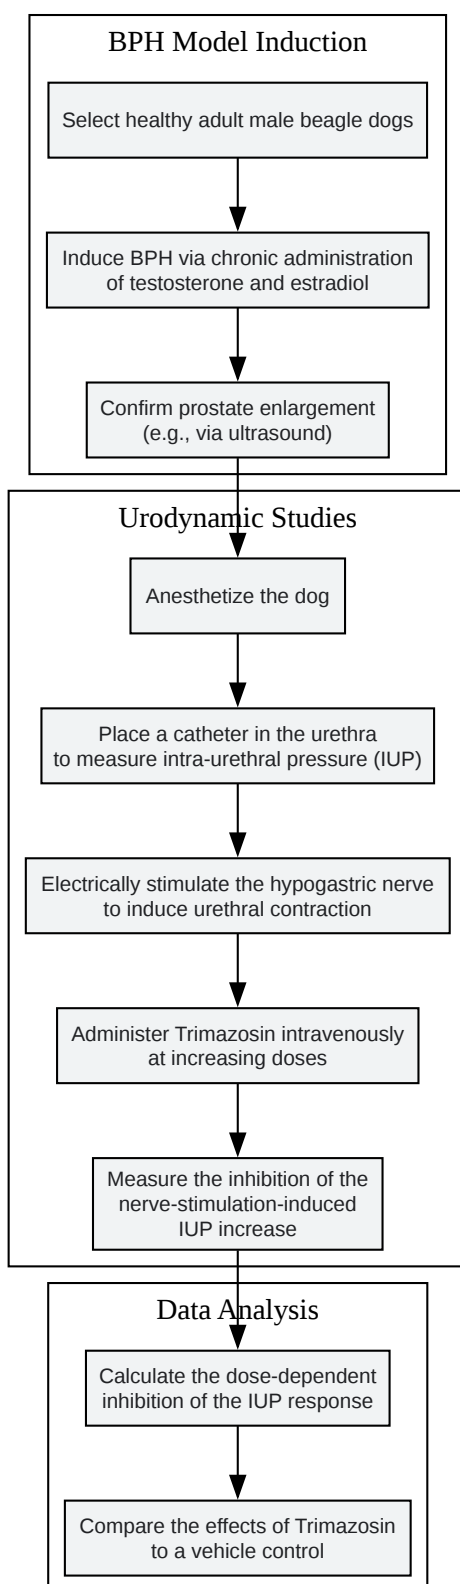 BPH Model Induction
Select healthy adult male beagle dogs
Induce BPH via chronic administration
of testosterone and estradiol
Confirm prostate enlargement
(e.g., via ultrasound)
Urodynamic Studies
Anesthetize the dog
Place a catheter in the urethra
to measure intra-urethral pressure (IUP)
Electrically stimulate the hypogastric nerve
to induce urethral contraction
Administer Trimazosin intravenously
at increasing doses
Measure the inhibition of the
nerve-stimulation-induced
IUP increase
Data Analysis
Calculate the dose-dependent
inhibition of the IUP response
Compare the effects of Trimazosin
to a vehicle control